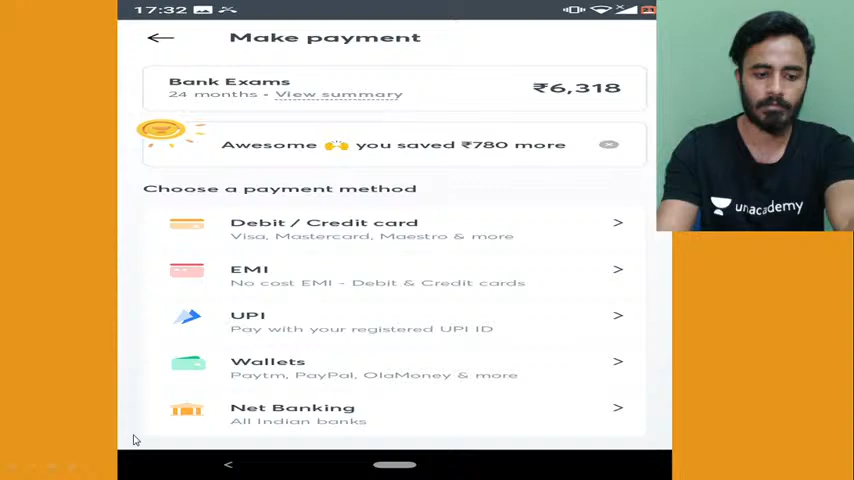 17:32
Make payment
Bank Exams
24 months • View summary
₹6,318
Awesome 🙌 you saved ₹780 more
Choose a payment method
Debit / Credit card
Visa, Mastercard, Maestro & more
EMI
No cost EMI - Debit & Credit cards
UPI
Pay with your registered UPI ID
Wallets
Paytm, PayPal, OlaMoney & more
Net Banking
All Indian banks
unacademy